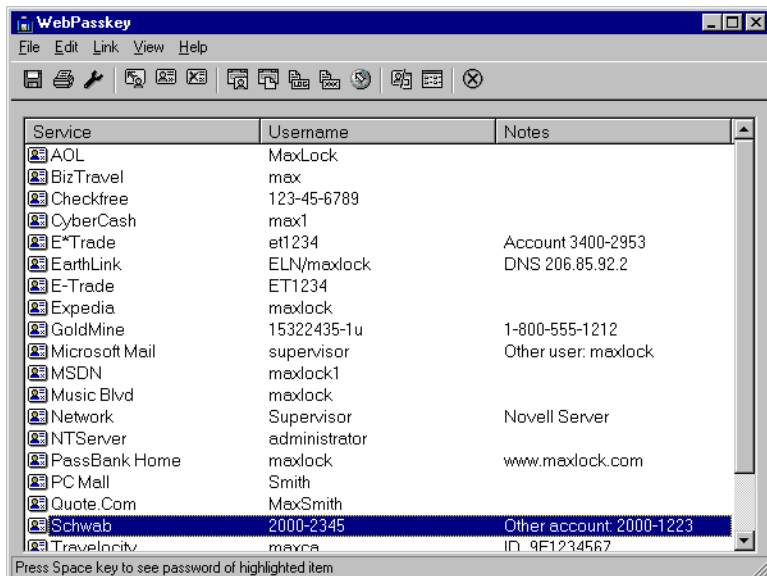 WebPasskey
File Edit Link View Help
Service Username Notes
AOL MaxLock
BizTravel max
Checkfree 123-45-6789
CyberCash max1
E*Trade et1234 Account 3400-2953
EarthLink ELN/maxlock DNS 206.85.92.2
E-Trade ET1234
Expedia maxlock
GoldMine 15322435-1u 1-800-555-1212
Microsoft Mail supervisor Other user: maxlock
MSDN maxlock1
Music Blvd maxlock
Network Supervisor Novell Server
NTServer administrator
PassBank Home maxlock www.maxlock.com
PC Mall Smith
Quote.Com MaxSmith
Schwab 2000-2345 Other account: 2000-1223
Travelocity maxca ID 9F1234567
Press Space key to see password of highlighted item